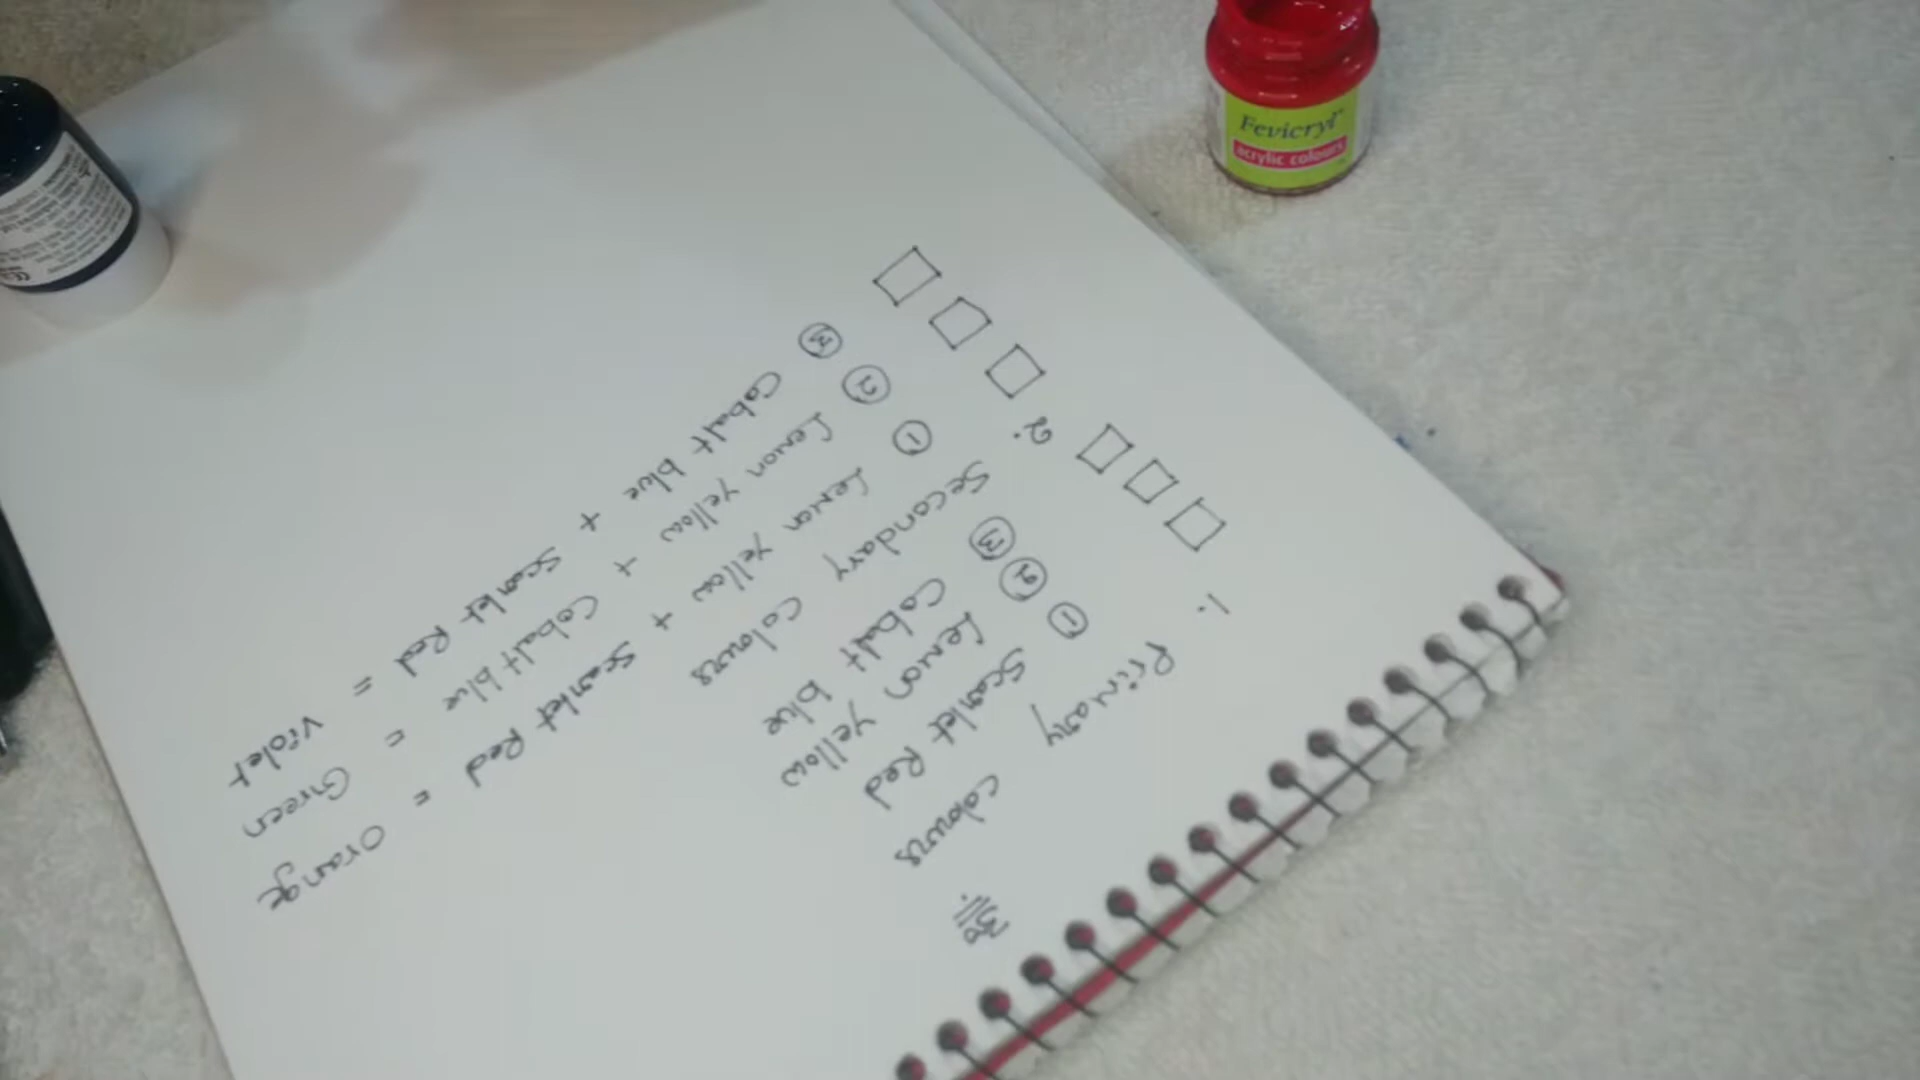 1. Primary colours
① Scarlet Red
② Lemon yellow
③ Cobalt blue
2. Secondary colours
① Lemon yellow + Scarlet Red = Orange
② Lemon yellow + Cobalt blue = Green
③ Cobalt blue + Scarlet Red = Violet
Fevicryl
acrylic colours